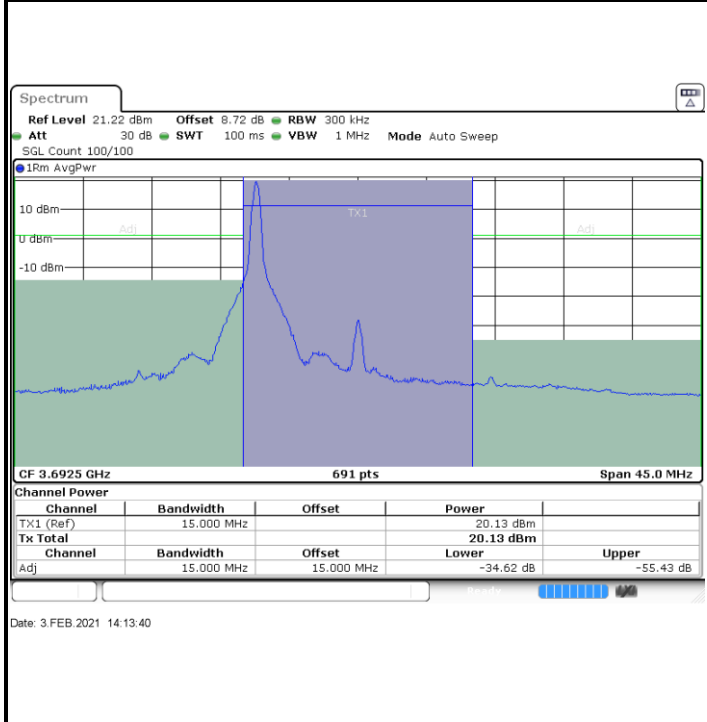 Spectrum
Ref Level 21.22 dBm Offset 8.72 dB RBW 300 kHz
Att 30 dB SWT 100 ms VBW 1 MHz Mode Auto Sweep
SGL Count 100/100
1Rm AvgPwr
10 dBm
TX1
Adj
Adj
0 dBm
-10 dBm
CF 3.6925 GHz 691 pts Span 45.0 MHz
Channel Power
Channel Bandwidth Offset Power
TX1 (Ref) 15.000 MHz 20.13 dBm
Tx Total 20.13 dBm
Channel Bandwidth Offset Lower Upper
Adj 15.000 MHz 15.000 MHz -34.62 dB -55.43 dB
Ready
Date: 3.FEB.2021 14:13:40